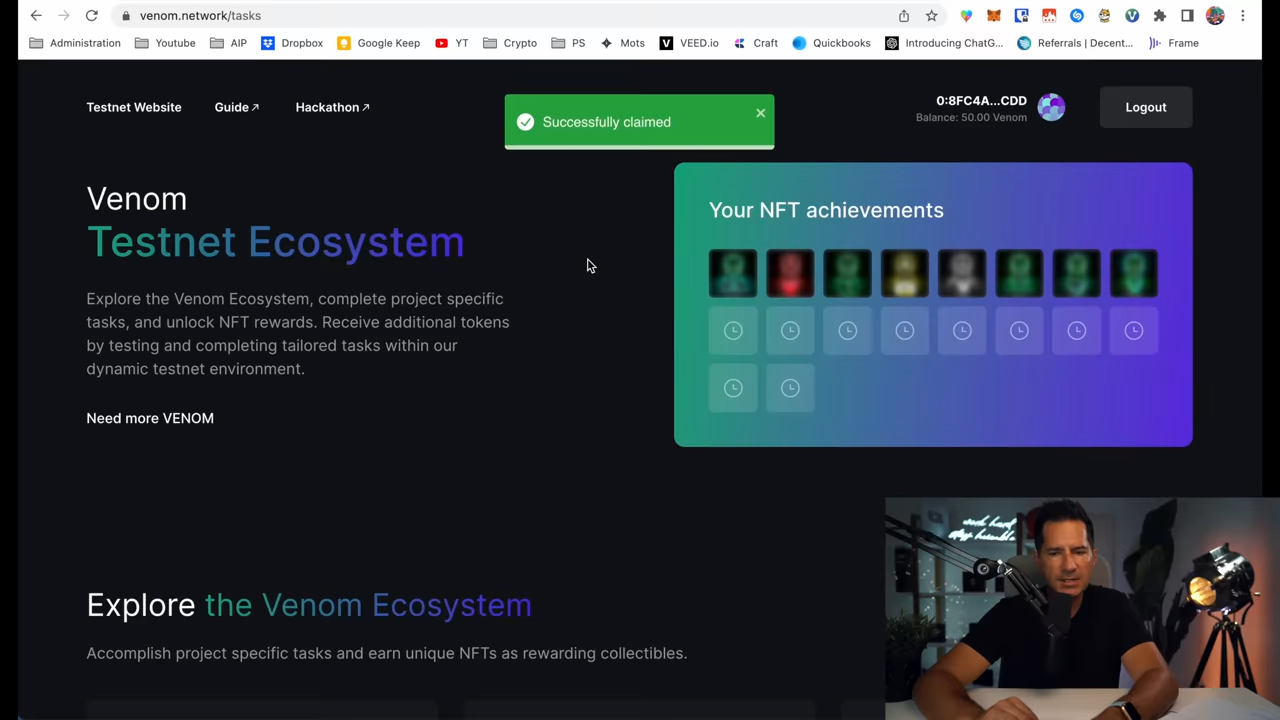 venom.network/tasks
Administration
Youtube
AIP
Dropbox
Google Keep
YT
Crypto
PS
Mots
VEED.io
Craft
Quickbooks
Introducing ChatG...
Referrals | Decent...
Frame
Testnet Website
Guide↗
Hackathon↗
Successfully claimed
0:8FC4A...CDD
Balance: 50.00 Venom
Logout
Venom
Testnet Ecosystem
Explore the Venom Ecosystem, complete project specific
tasks, and unlock NFT rewards. Receive additional tokens
by testing and completing tailored tasks within our
dynamic testnet environment.
Need more VENOM
Your NFT achievements
Explore the Venom Ecosystem
Accomplish project specific tasks and earn unique NFTs as rewarding collectibles.
work hard
stay humble